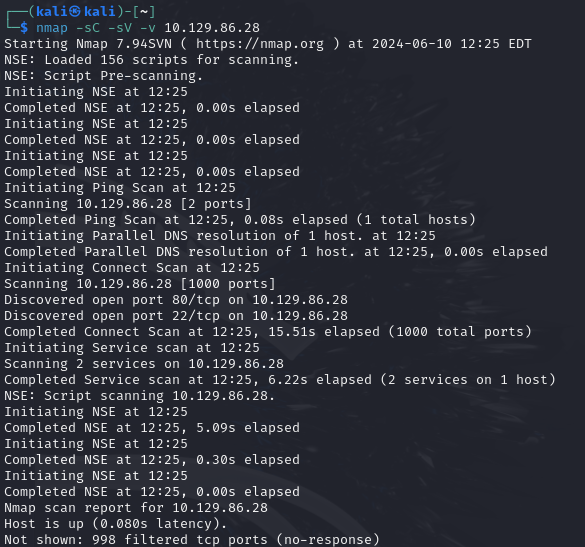 ┌──(kali㉿kali)-[~]
└─$ nmap -sC -sV -v 10.129.86.28
Starting Nmap 7.94SVN ( https://nmap.org ) at 2024-06-10 12:25 EDT
NSE: Loaded 156 scripts for scanning.
NSE: Script Pre-scanning.
Initiating NSE at 12:25
Completed NSE at 12:25, 0.00s elapsed
Initiating NSE at 12:25
Completed NSE at 12:25, 0.00s elapsed
Initiating NSE at 12:25
Completed NSE at 12:25, 0.00s elapsed
Initiating Ping Scan at 12:25
Scanning 10.129.86.28 [2 ports]
Completed Ping Scan at 12:25, 0.08s elapsed (1 total hosts)
Initiating Parallel DNS resolution of 1 host. at 12:25
Completed Parallel DNS resolution of 1 host. at 12:25, 0.00s elapsed
Initiating Connect Scan at 12:25
Scanning 10.129.86.28 [1000 ports]
Discovered open port 80/tcp on 10.129.86.28
Discovered open port 22/tcp on 10.129.86.28
Completed Connect Scan at 12:25, 15.51s elapsed (1000 total ports)
Initiating Service scan at 12:25
Scanning 2 services on 10.129.86.28
Completed Service scan at 12:25, 6.22s elapsed (2 services on 1 host)
NSE: Script scanning 10.129.86.28.
Initiating NSE at 12:25
Completed NSE at 12:25, 5.09s elapsed
Initiating NSE at 12:25
Completed NSE at 12:25, 0.30s elapsed
Initiating NSE at 12:25
Completed NSE at 12:25, 0.00s elapsed
Nmap scan report for 10.129.86.28
Host is up (0.080s latency).
Not shown: 998 filtered tcp ports (no-response)